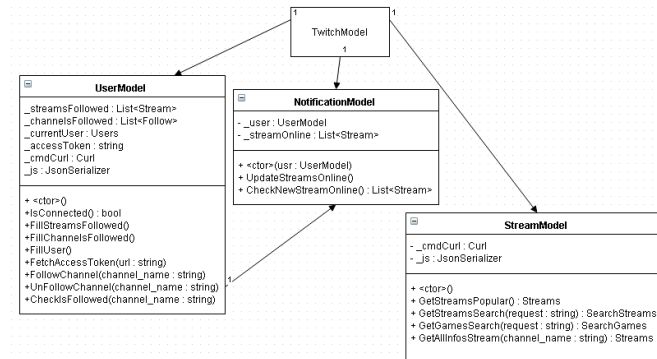 1
1
TwitchModel
1
UserModel
_streamsFollowed : List<Stream>
_channelsFollowed : List<Follow>
_currentUser : Users
_accessToken : string
_cmdCurl : Curl
_js : JsonSerializer
+ <ctor>()
+IsConnected() : bool
+FillStreamsFollowed()
+FillChannelsFollowed()
+FillUser()
+FetchAccessToken(url : string)
+FollowChannel(channel_name : string)
+UnFollowChannel(channel_name : string)
+CheckIsFollowed(channel_name : string)
1
NotificationModel
- _user : UserModel
- _streamOnline : List<Stream>
+ <ctor>(usr : UserModel)
+ UpdateStreamsOnline()
+ CheckNewStreamOnline() : List<Stream>
StreamModel
- _cmdCurl : Curl
- _js : JsonSerializer
+ <ctor>()
+ GetStreamsPopular() : Streams
+ GetStreamsSearch(request : string) : SearchStreams
+ GetGamesSearch(request : string) : SearchGames
+ GetAllInfosStream(channel_name : string) : Streams